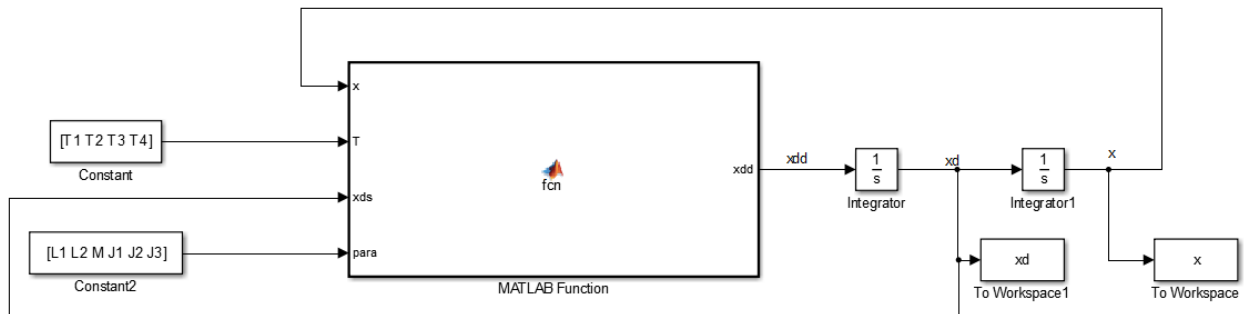 x
[T1 T2 T3 T4]
Constant
T
fcn
xds
[L1 L2 M J1 J2 J3]
Constant2
para
MATLAB Function
xdd
xdd
1
s
Integrator
xd
1
s
Integrator1
x
xd
To Workspace1
x
To Workspace